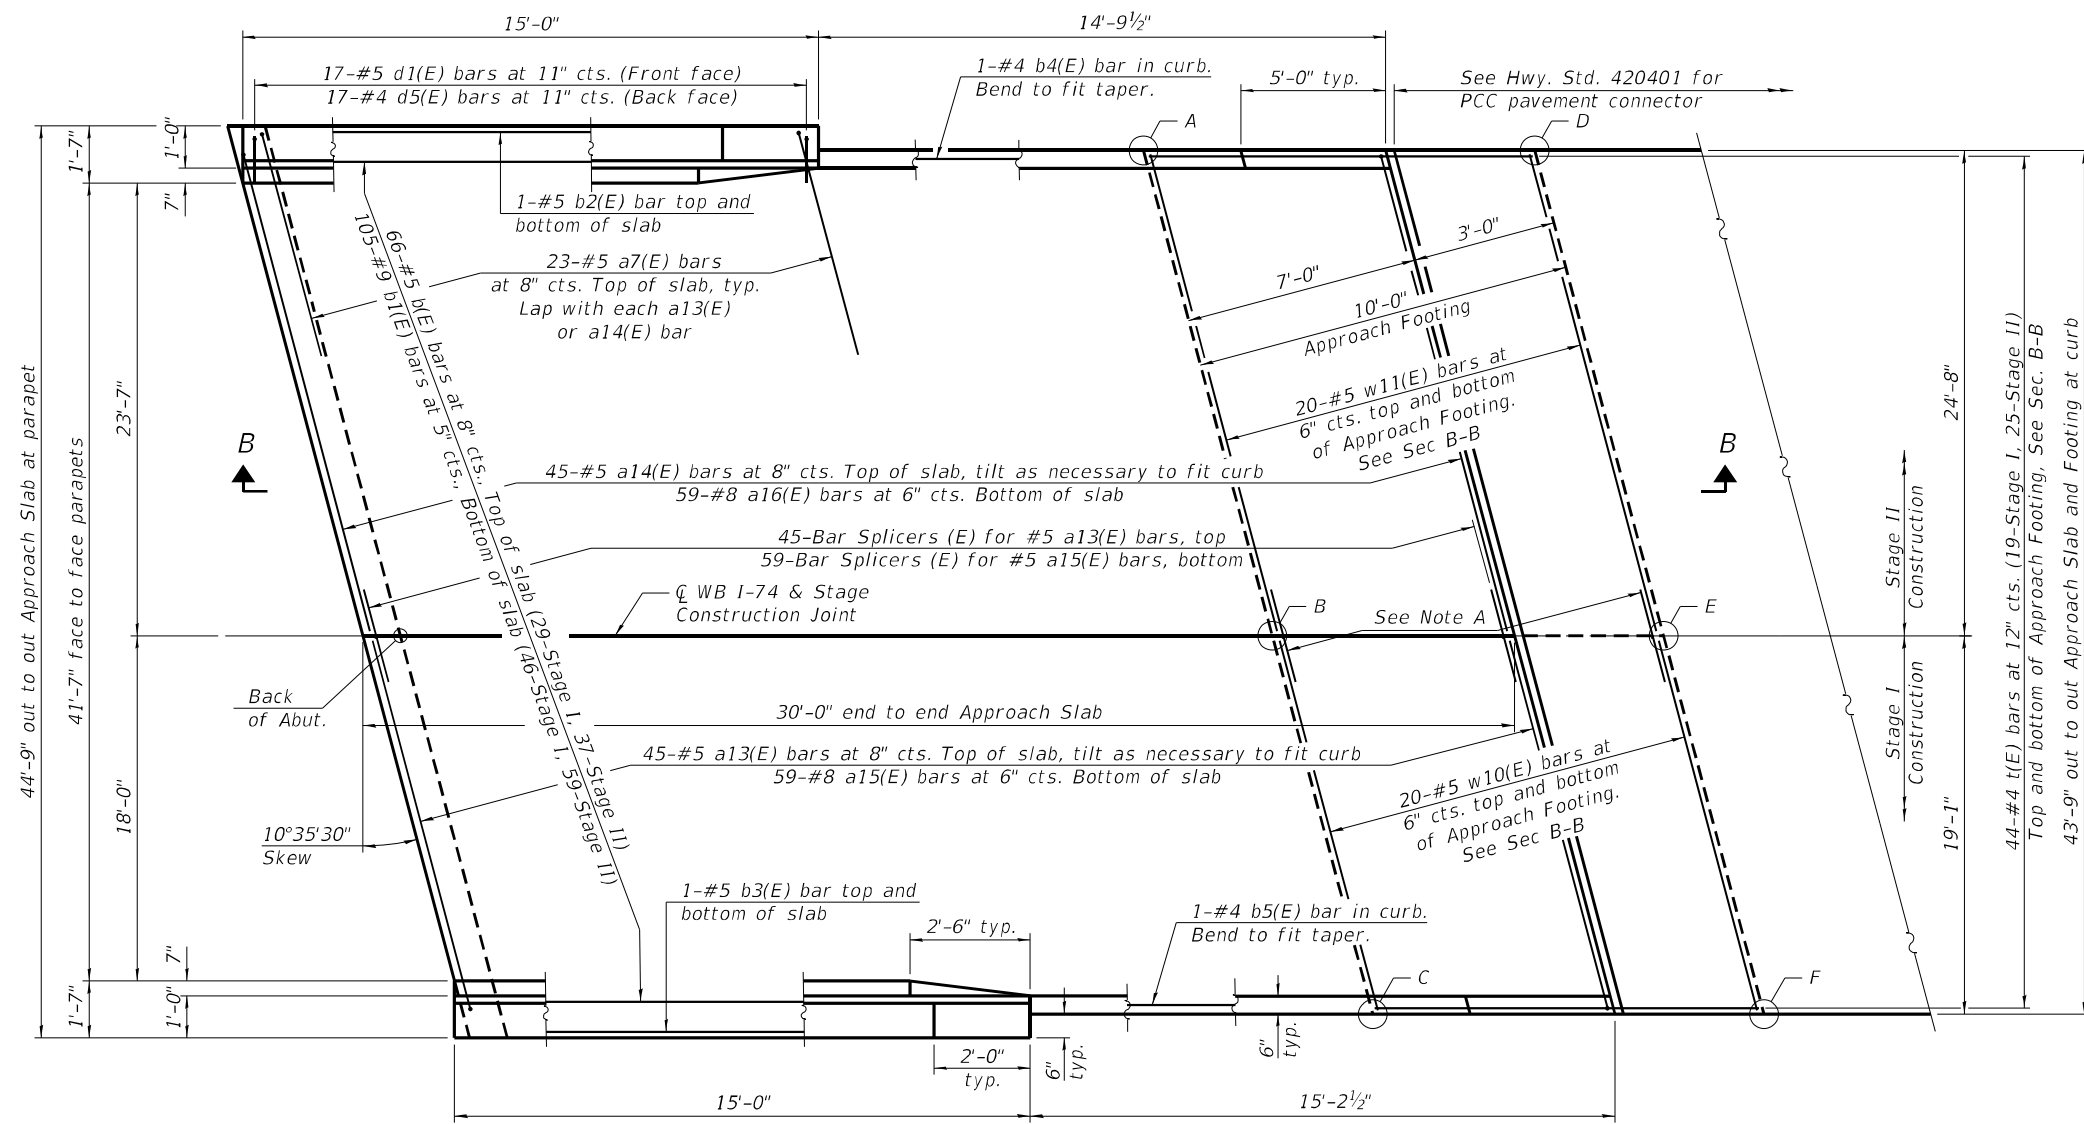 15'-0"
14'-9½"
17-#5 d1(E) bars at 11" cts. (Front face)
17-#4 d5(E) bars at 11" cts. (Back face)
1-#4 b4(E) bar in curb.
Bend to fit taper.
5'-0" typ.
See Hwy. Std. 420401 for
PCC pavement connector
A
D
1'-7"
1'-0"
7"
1-#5 b2(E) bar top and
bottom of slab
23-#5 a7(E) bars
at 8" cts. Top of slab, typ.
Lap with each a13(E)
or a14(E) bar
66-#5 b(E) bars at 8" cts., Top of slab (29-Stage I, 37-Stage II)
105-#9 b1(E) bars at 5" cts., Bottom of slab (46-Stage I, 59-Stage II)
3'-0"
7'-0"
10'-0"
Approach Footing
20-#5 w11(E) bars at
6" cts. top and bottom
of Approach Footing.
See Sec B-B
44'-9" out to out Approach Slab at parapet
41'-7" face to face parapets
23'-7"
18'-0"
B
B
45-#5 a14(E) bars at 8" cts. Top of slab, tilt as necessary to fit curb
59-#8 a16(E) bars at 6" cts. Bottom of slab
45-Bar Splicers (E) for #5 a13(E) bars, top
59-Bar Splicers (E) for #5 a15(E) bars, bottom
℄ WB I-74 & Stage
Construction Joint
See Note A
B
E
Stage II
Construction
Stage I
Construction
24'-8"
19'-1"
44-#4 t(E) bars at 12" cts. (19-Stage I, 25-Stage II)
Top and bottom of Approach Footing, See Sec. B-B
43'-9" out to out Approach Slab and Footing at curb
Back
of Abut.
30'-0" end to end Approach Slab
45-#5 a13(E) bars at 8" cts. Top of slab, tilt as necessary to fit curb
59-#8 a15(E) bars at 6" cts. Bottom of slab
10°35'30"
Skew
20-#5 w10(E) bars at
6" cts. top and bottom
of Approach Footing.
See Sec B-B
1-#5 b3(E) bar top and
bottom of slab
2'-6" typ.
1-#4 b5(E) bar in curb.
Bend to fit taper.
C
F
7"
1'-7"
1'-0"
2'-0"
typ.
6"
typ.
6"
typ.
15'-0"
15'-2½"